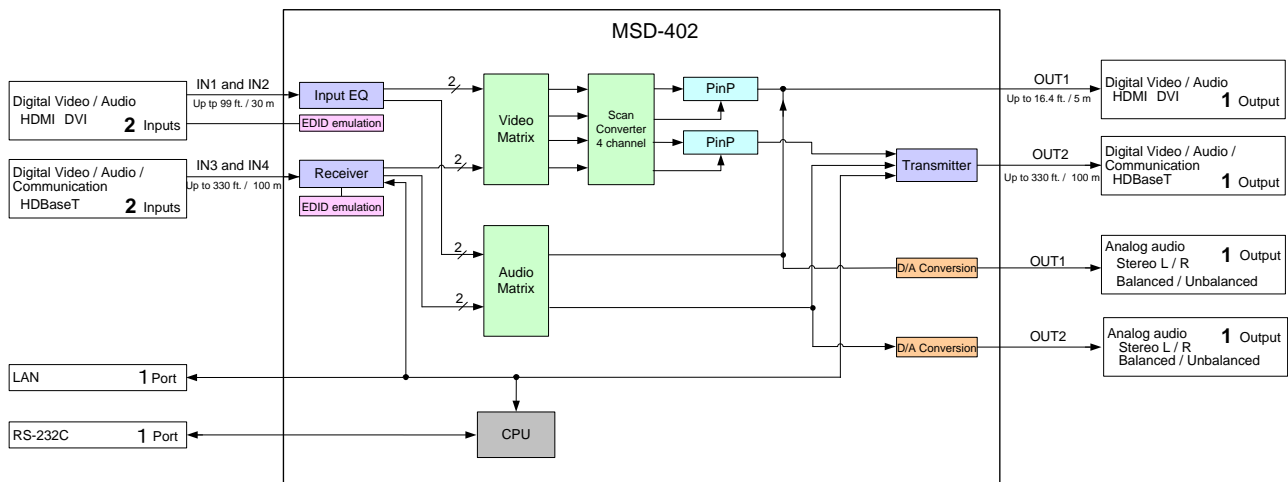 MSD-402
Digital Video / Audio
HDMI DVI
2 Inputs
IN1 and IN2
Up tp 99 ft. / 30 m
Input EQ
EDID emulation
Digital Video / Audio /
Communication
HDBaseT
2 Inputs
IN3 and IN4
Up to 330 ft. / 100 m
Receiver
EDID emulation
2
2
Video
Matrix
Scan
Converter
4 channel
PinP
PinP
Transmitter
OUT1
Up to 16.4 ft. / 5 m
Digital Video / Audio
HDMI DVI
1 Output
OUT2
Up to 330 ft. / 100 m
Digital Video / Audio /
Communication
HDBaseT
1 Output
2
2
Audio
Matrix
D/A Conversion
OUT1
Analog audio
Stereo L / R
Balanced / Unbalanced
1 Output
D/A Conversion
OUT2
Analog audio
Stereo L / R
Balanced / Unbalanced
1 Output
LAN 1 Port
RS-232C 1 Port
CPU